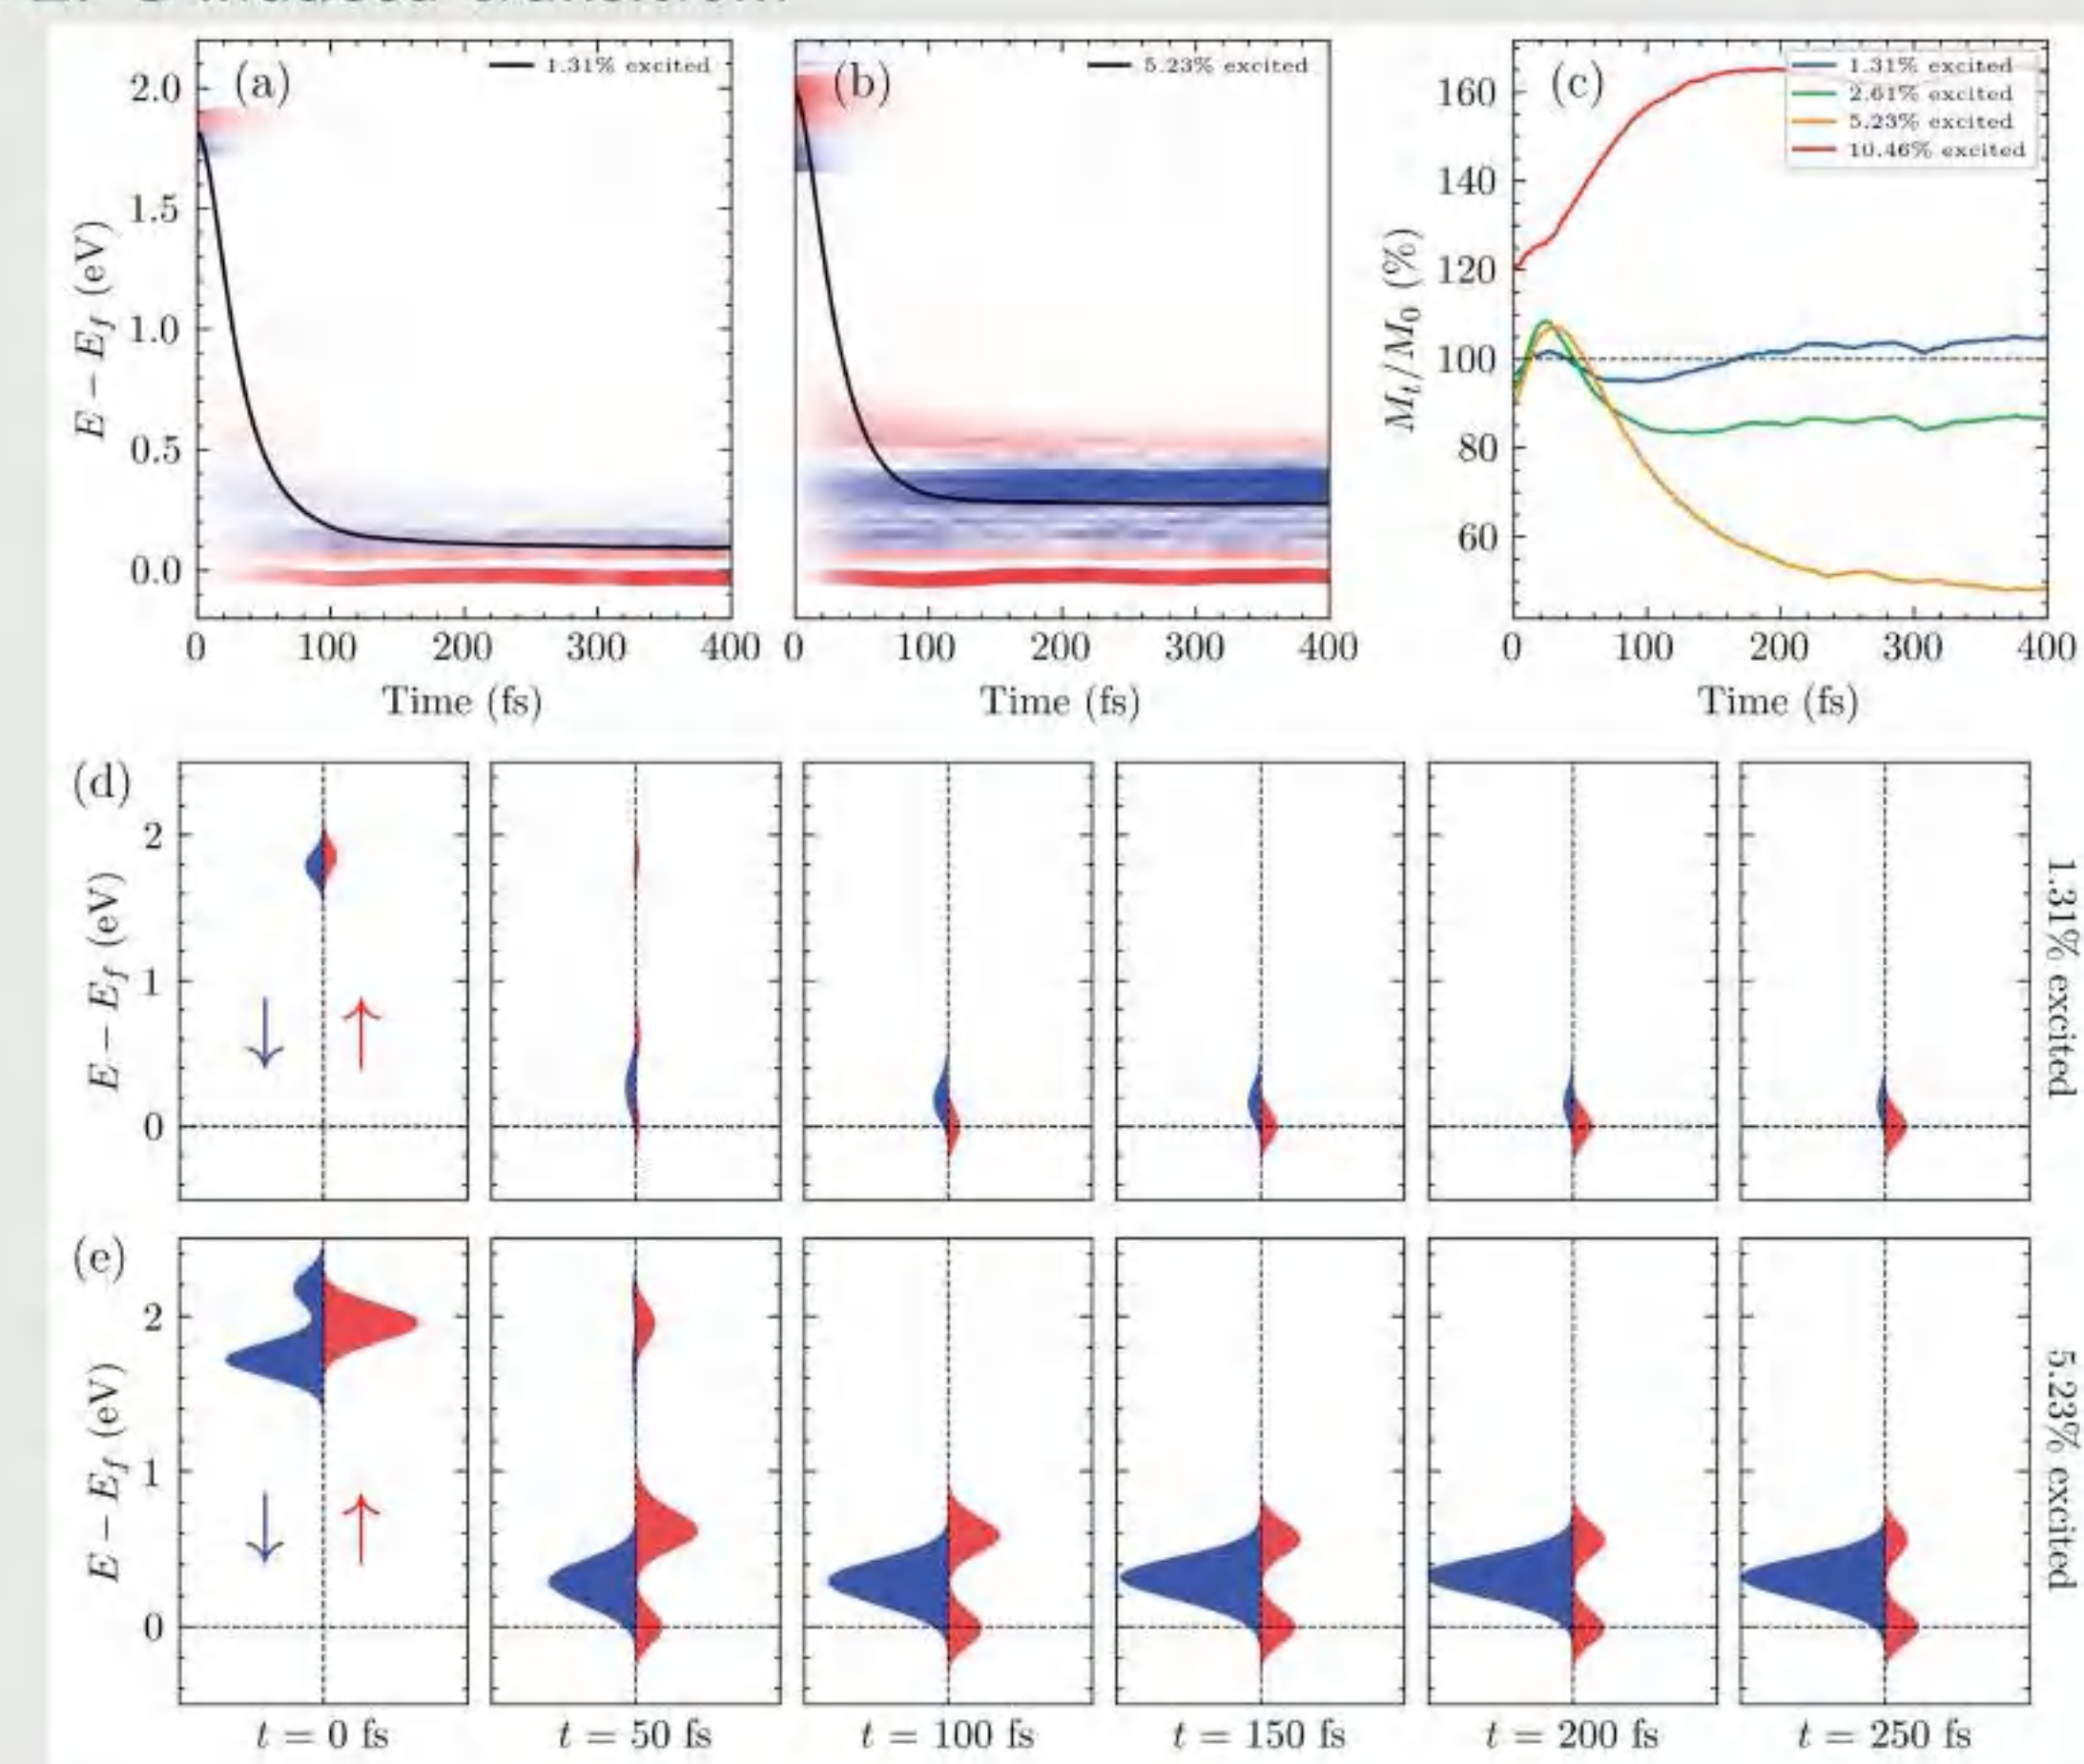 (a)
1.31% excited
2.0
1.5
1.0
0.5
0.0
E − E_f (eV)
0 100 200 300 400
Time (fs)
(b)
5.23% excited
0 100 200 300 400
Time (fs)
(c)
1.31% excited
2.61% excited
5.23% excited
10.46% excited
160
140
120
100
80
60
M_t/M_0 (%)
0 100 200 300 400
Time (fs)
(d)
2
1
0
E − E_f (eV)
↓ ↑
1.31% excited
(e)
2
1
0
E − E_f (eV)
↓ ↑
5.23% excited
t = 0 fs
t = 50 fs
t = 100 fs
t = 150 fs
t = 200 fs
t = 250 fs